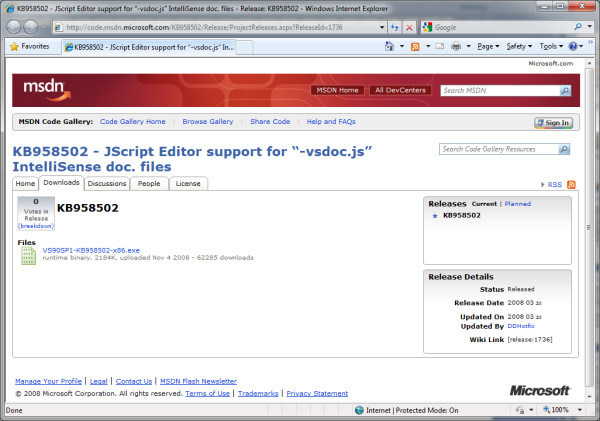 KB958502 - JScript Editor support for "-vsdoc.js" IntelliSense doc. files - Release: KB958502 - Windows Internet Explorer
http://code.msdn.microsoft.com/KB958502/Release/ProjectReleases.aspx?ReleaseId=1736
Google
Favorites
KB958502 - JScript Editor support for "-vsdoc.js" In...
Page
Safety
Tools
Microsoft.com
msdn
MSDN Home
All DevCenters
Search MSDN
MSDN Code Gallery:
Code Gallery Home
Browse Gallery
Share Code
Help and FAQs
Sign In
KB958502 - JScript Editor support for “-vsdoc.js”
IntelliSense doc. files
Search Code Gallery Resources
Home
Downloads
Discussions
People
License
RSS
0
Votes in
Release
[breakdown]
KB958502
Files
VS90SP1-KB958502-x86.exe
runtime binary, 2184K, uploaded Nov 4 2008 - 62285 downloads
Releases Current | Planned
KB958502
Release Details
Status Released
Release Date 2008 03
Updated On 2008 03
Updated By DDHotfix
Wiki Link [release:1736]
Manage Your Profile | Legal | Contact Us | MSDN Flash Newsletter
© 2008 Microsoft Corporation. All rights reserved. Terms of Use | Trademarks | Privacy Statement
Microsoft
Done
Internet | Protected Mode: On
100%